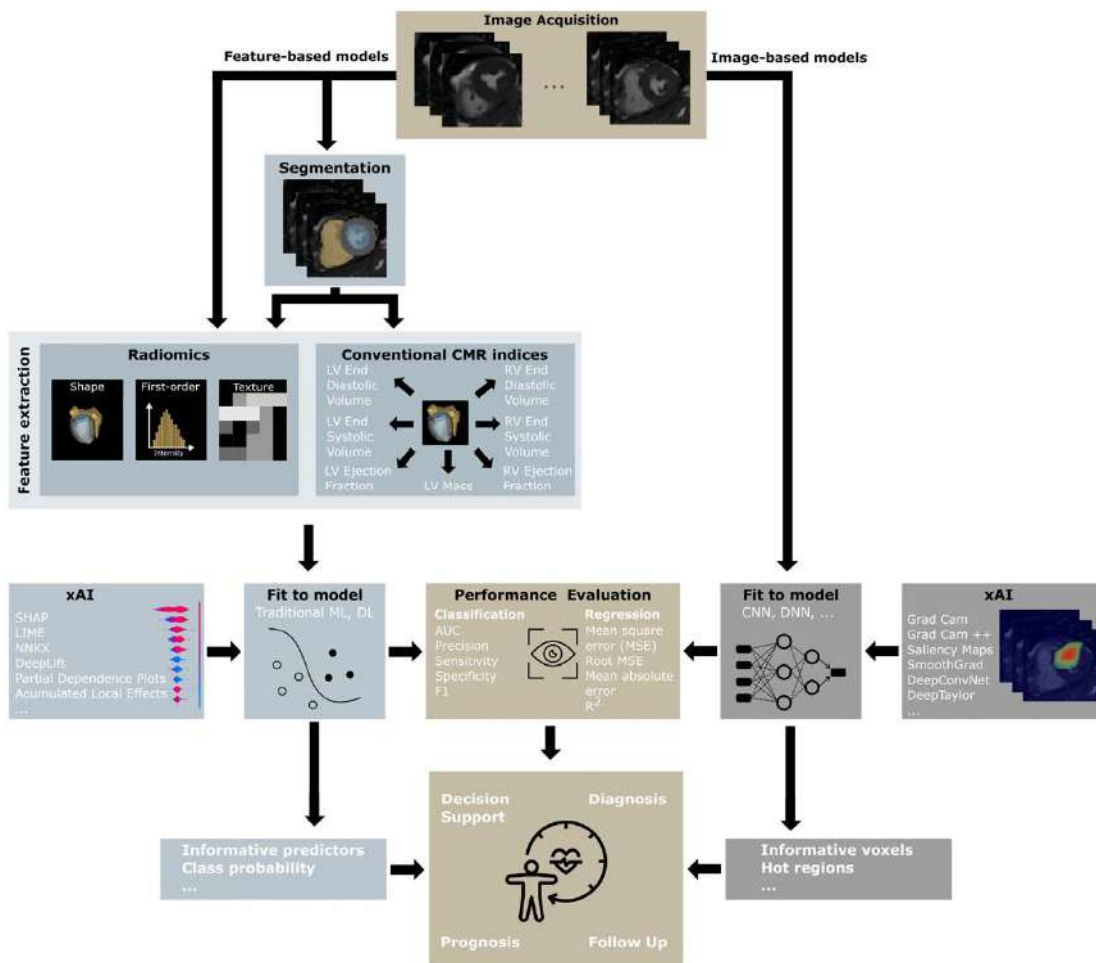 Image Acquisition
Feature-based models
Image-based models
...
Segmentation
Feature extraction
Radiomics
Shape
First-order
Texture
Intensity
Conventional CMR indices
LV End
Diastolic
Volume
RV End
Diastolic
Volume
LV End
Systolic
Volume
RV End
Systolic
Volume
LV Ejection
Fraction
LV Mass
RV Ejection
Fraction
xAI
SHAP
LIME
NNKX
DeepLift
Partial Dependence Plots
Acumulated Local Effects
...
Fit to model
Traditional ML, DL
Performance Evaluation
Classification
AUC
Precision
Sensitivity
Specificity
F1
Regression
Mean square
error (MSE)
Root MSE
Mean absolute
error
R²
Fit to model
CNN, DNN, ...
xAI
Grad Cam
Grad Cam ++
Saliency Maps
SmoothGrad
DeepConvNet
DeepTaylor
...
Informative predictors
Class probability
...
Decision
Support
Diagnosis
Prognosis
Follow Up
Informative voxels
Hot regions
...